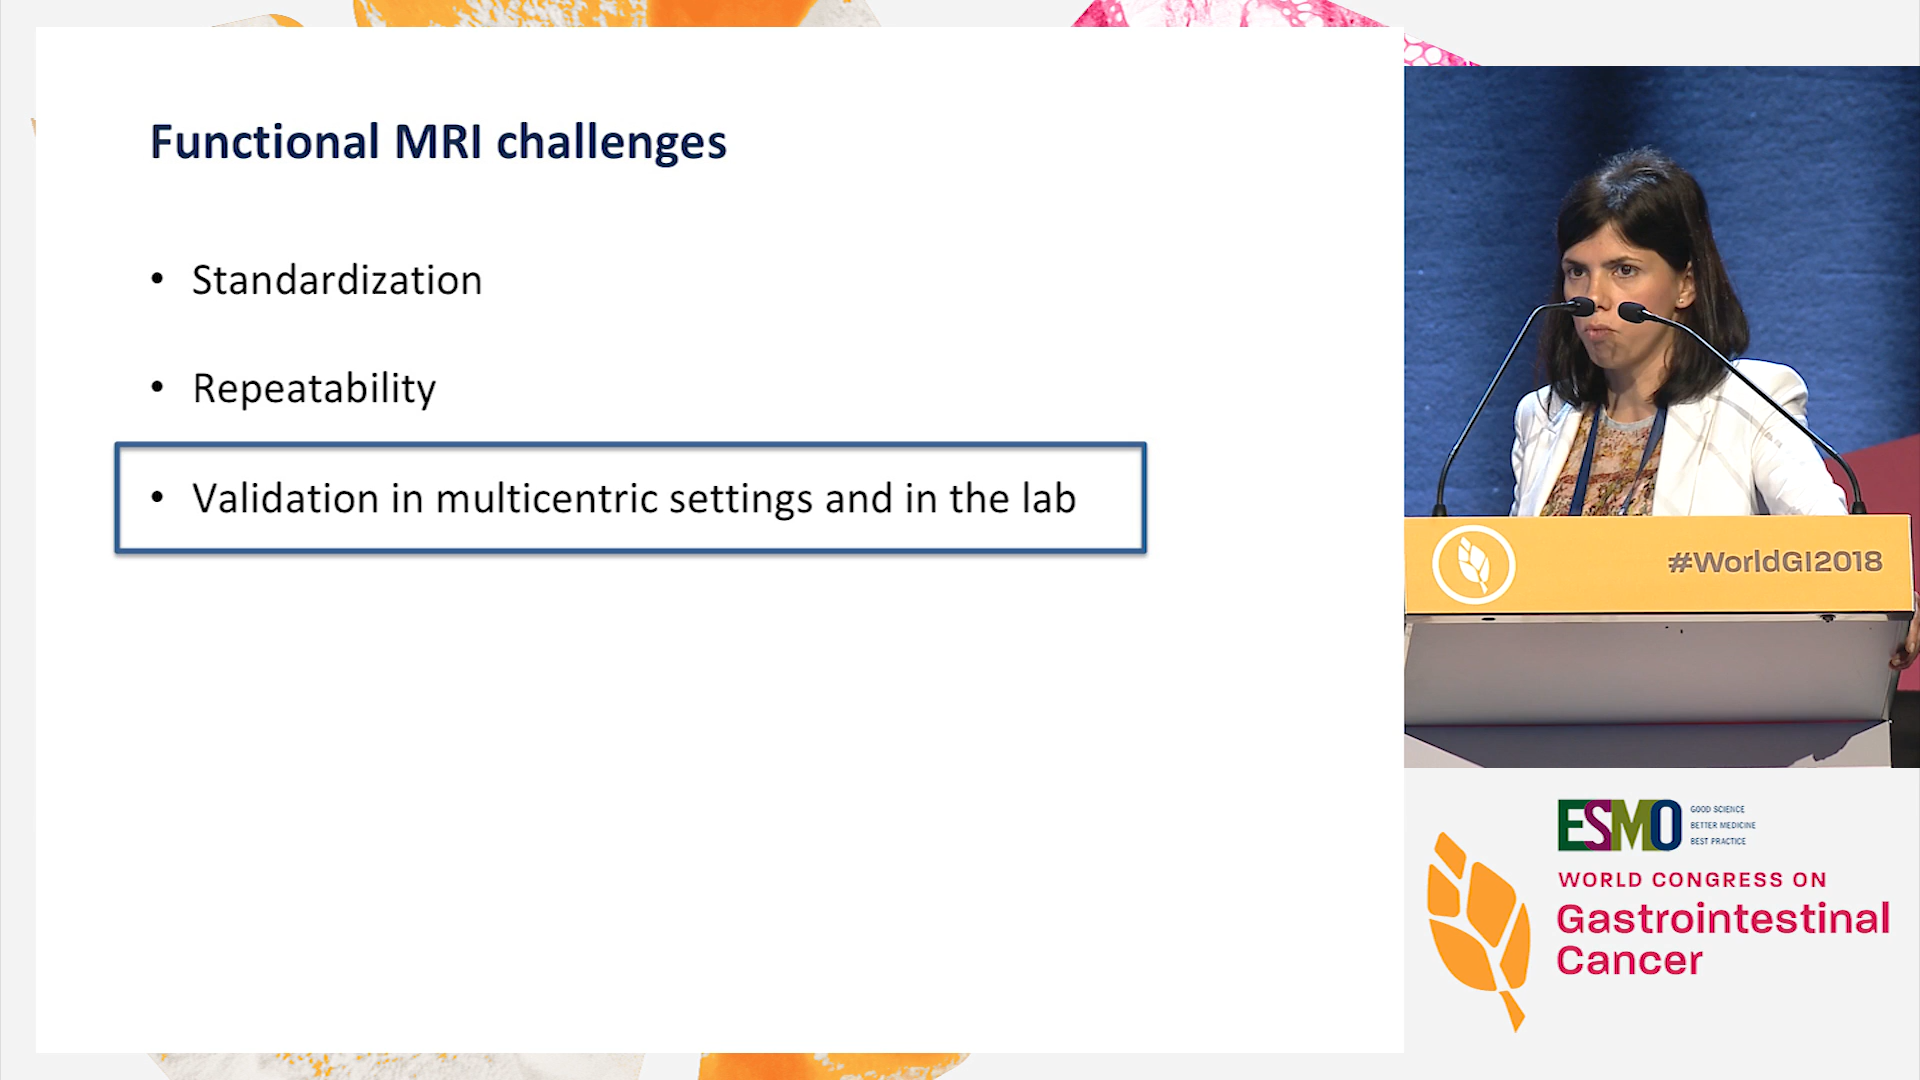 Functional MRI challenges
• Standardization
• Repeatability
• Validation in multicentric settings and in the lab
#WorldGI2018
ESMO
GOOD SCIENCE
BETTER MEDICINE
BEST PRACTICE
WORLD CONGRESS ON
Gastrointestinal
Cancer